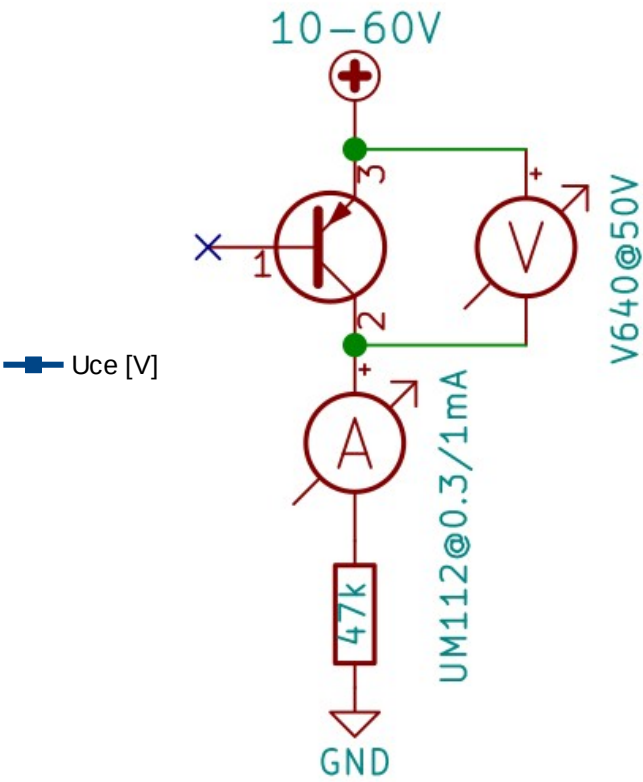 10-60V
+
3
+
V
1
2
V640@50V
Uce [V]
+
A
UM112@0.3/1mA
47k
GND